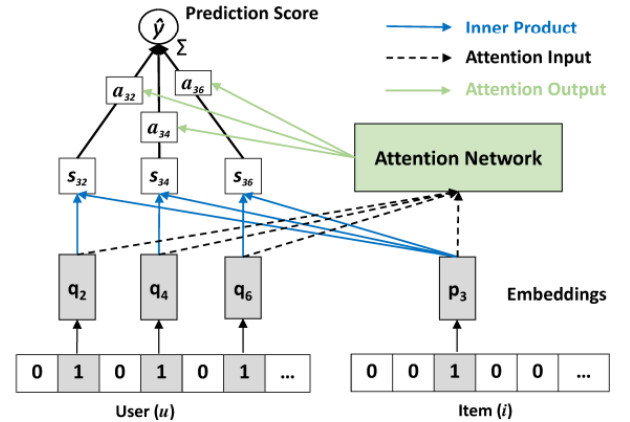 Prediction Score
ŷ
Σ
Inner Product
Attention Input
Attention Output
a32
a36
a34
Attention Network
s32
s34
s36
q2
q4
q6
p3
Embeddings
0 1 0 1 0 1 ...
0 0 1 0 0 ...
User (u)
Item (i)